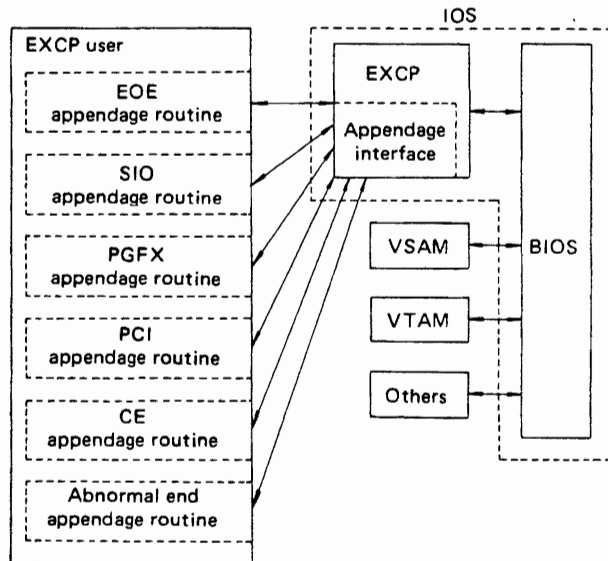 IOS
EXCP user
EOE
appendage routine
SIO
appendage routine
PGFX
appendage routine
PCI
appendage routine
CE
appendage routine
Abnormal end
appendage routine
EXCP
Appendage
interface
VSAM
VTAM
Others
BIOS